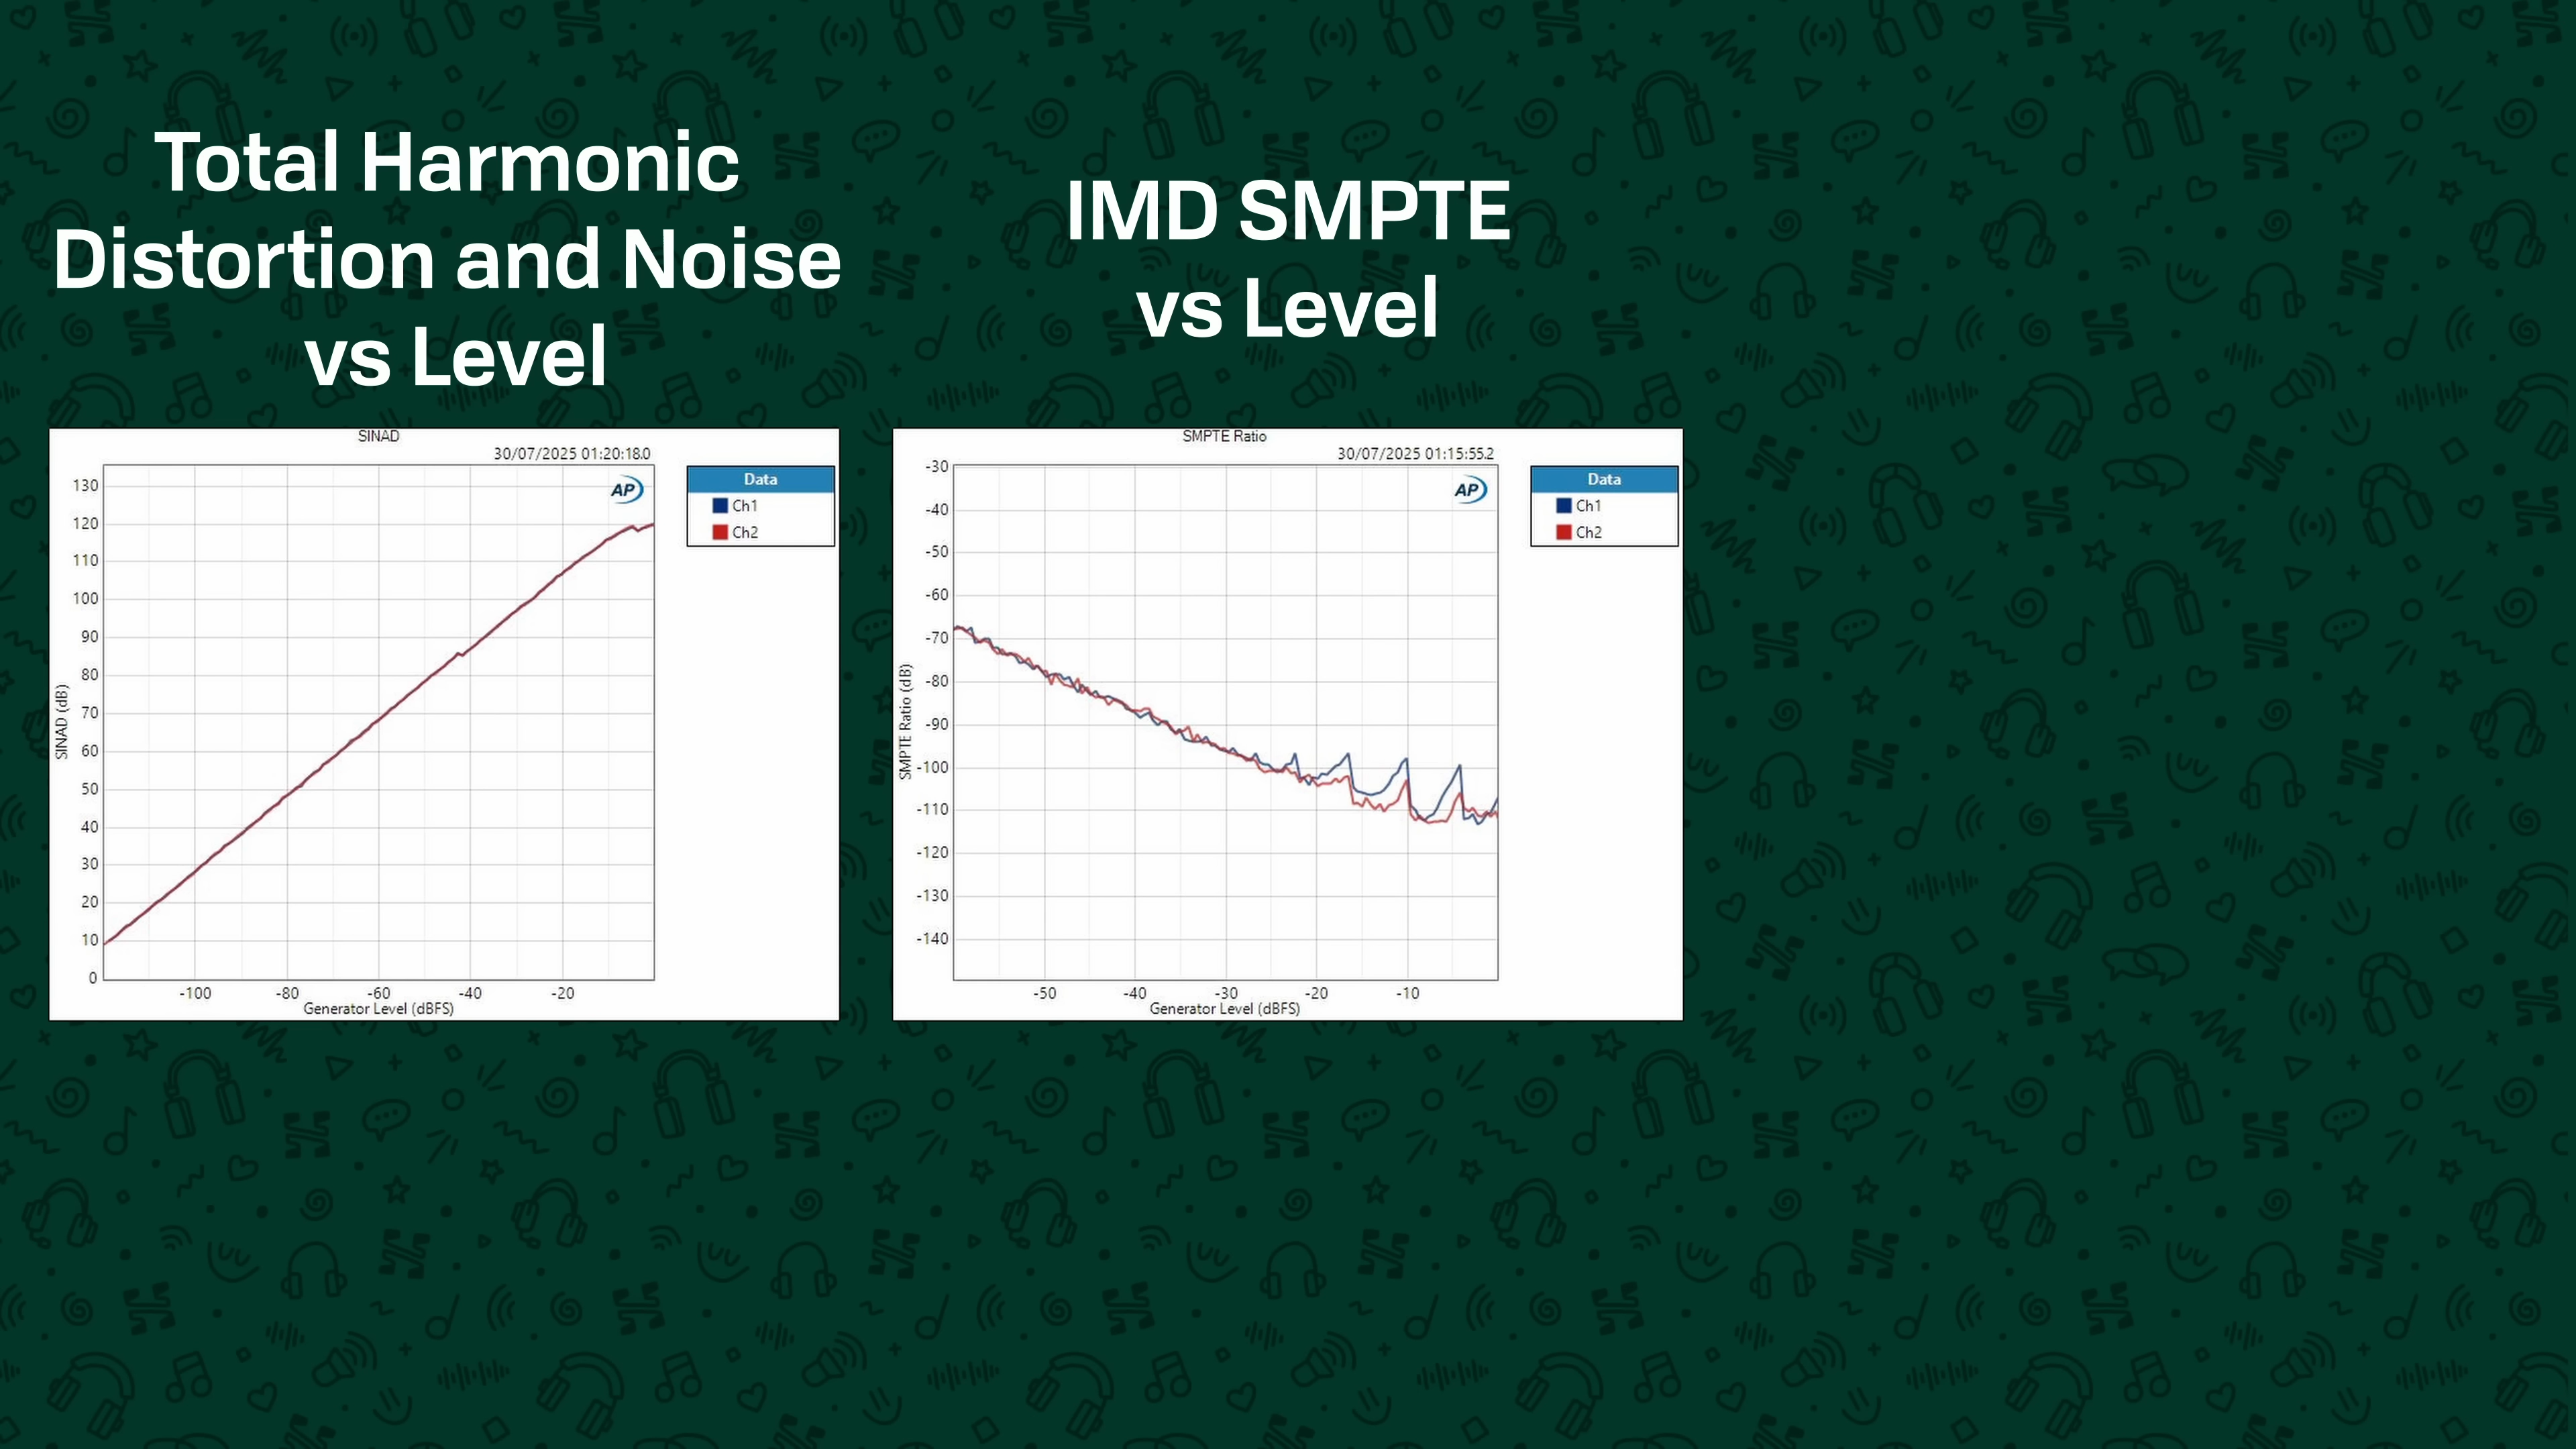 Total Harmonic
Distortion and Noise
vs Level
IMD SMPTE
vs Level
SINAD
30/07/2025 01:20:18.0
AP
Data
Ch1
Ch2
SINAD (dB)
130
120
110
100
90
80
70
60
50
40
30
20
10
0
-100
-80
-60
-40
-20
Generator Level (dBFS)
SMPTE Ratio
30/07/2025 01:15:55.2
AP
Data
Ch1
Ch2
SMPTE Ratio (dB)
-30
-40
-50
-60
-70
-80
-90
-100
-110
-120
-130
-140
-50
-40
-30
-20
-10
Generator Level (dBFS)